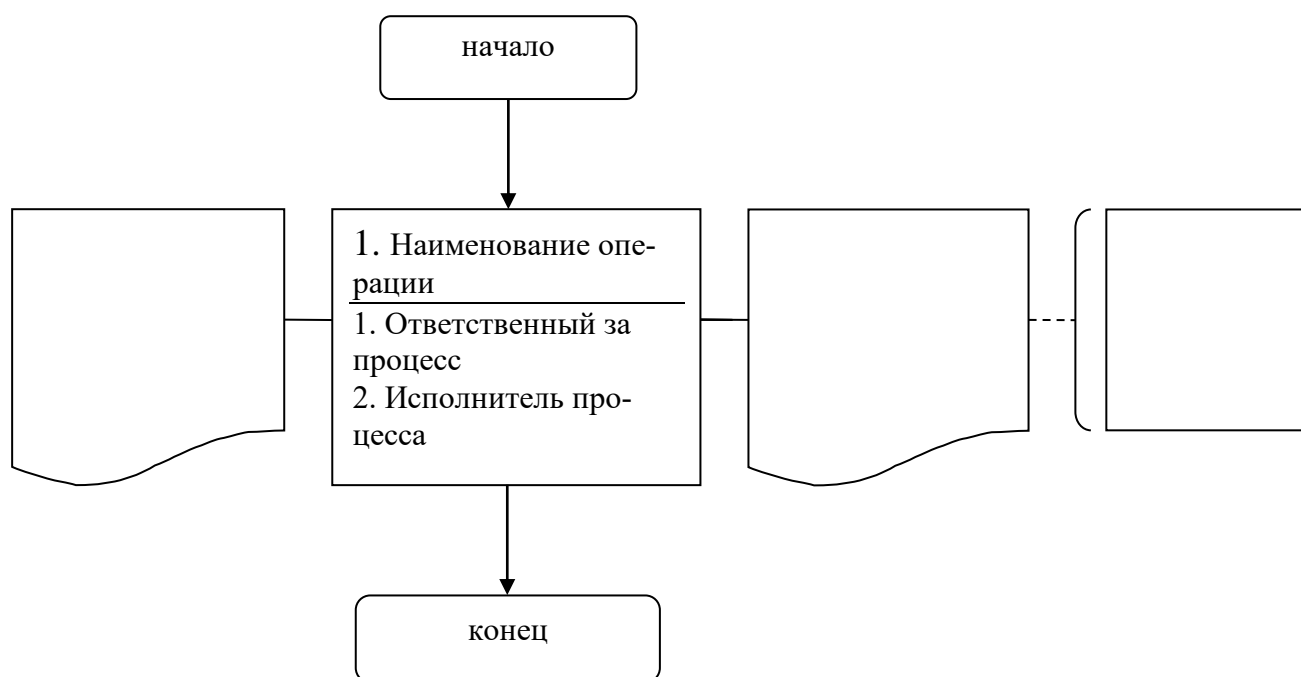 начало
1. Наименование опе-
рации
1. Ответственный за
процесс
2. Исполнитель про-
цесса
конец